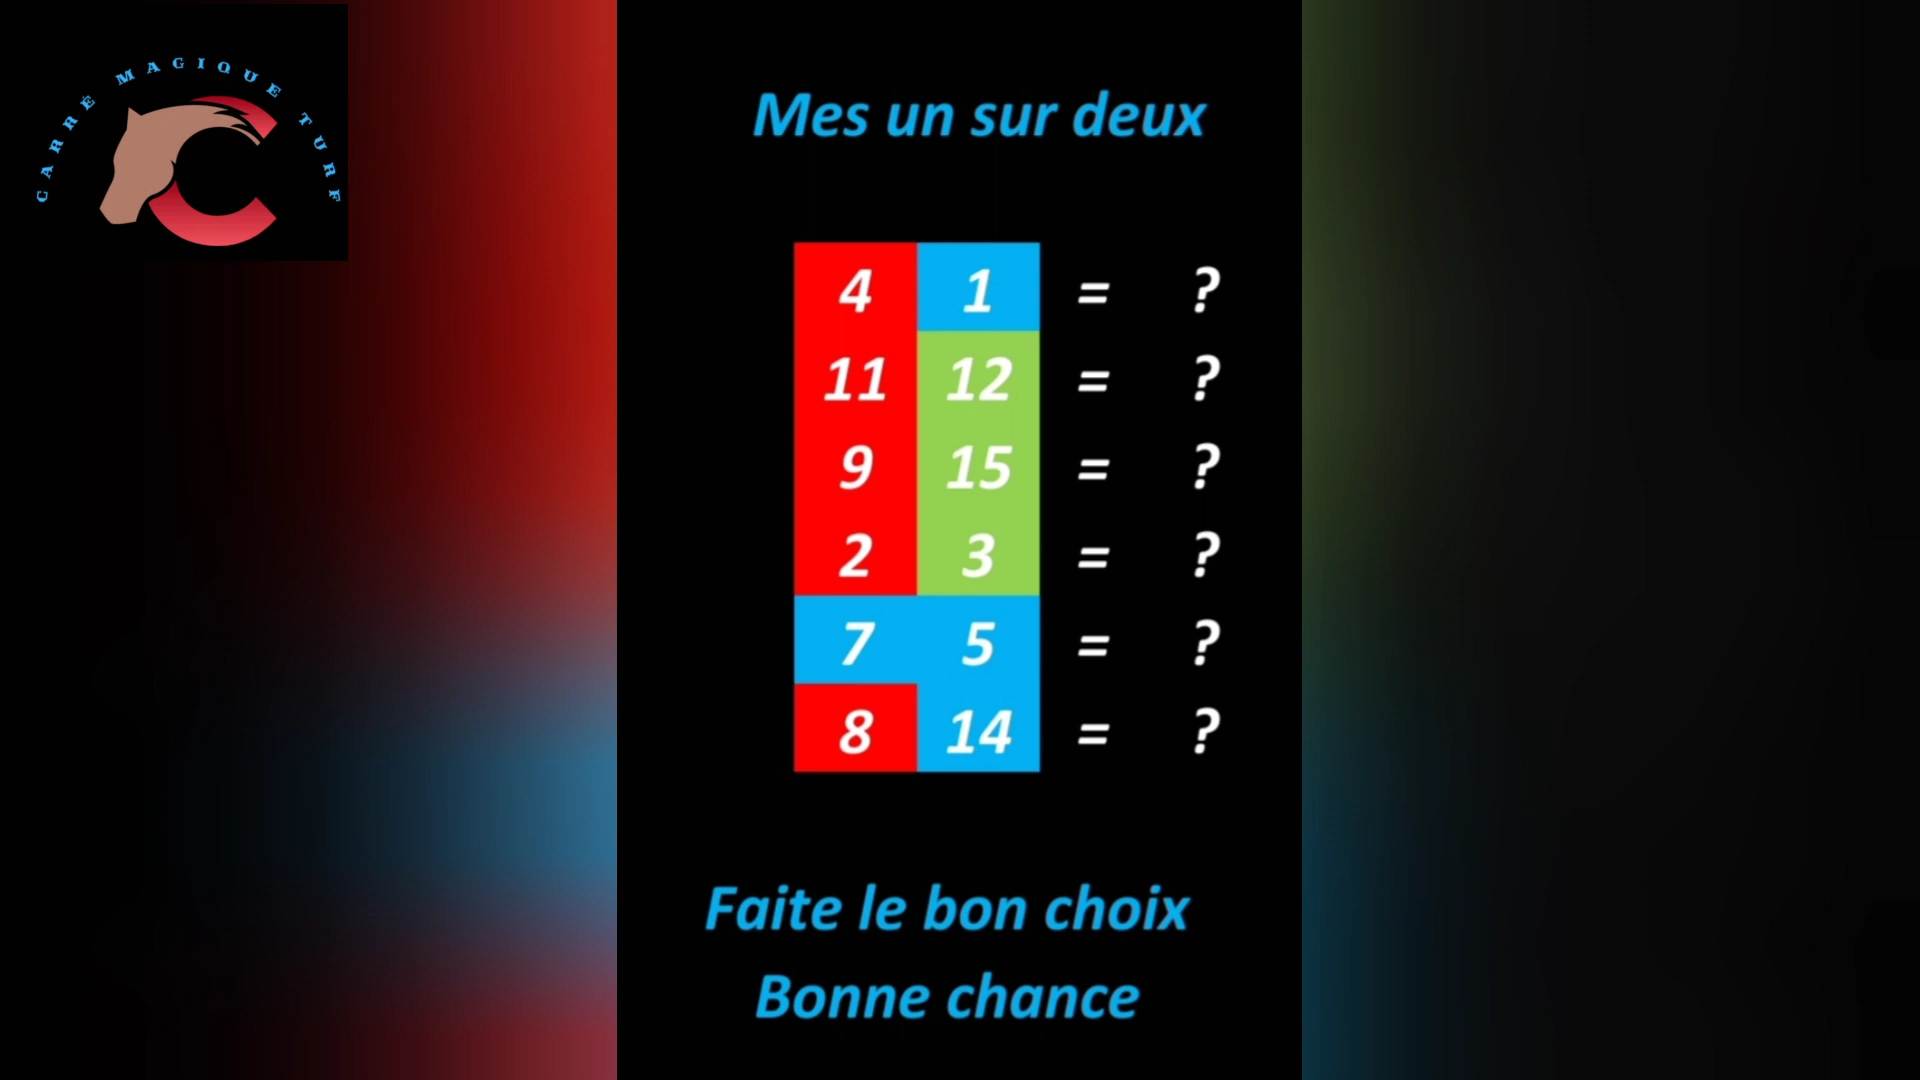 CARRÉ MAGIQUE TURF
Mes un sur deux
4 1 = ?
11 12 = ?
9 15 = ?
2 3 = ?
7 5 = ?
8 14 = ?
Faite le bon choix
Bonne chance